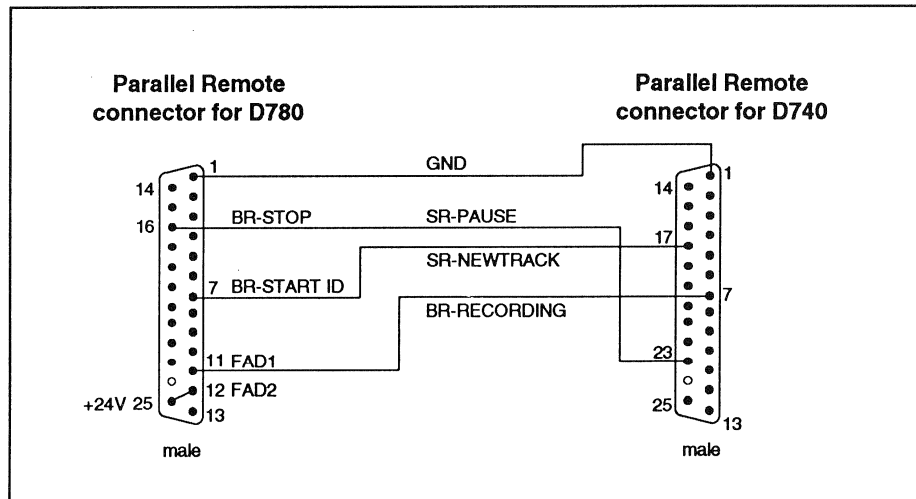 Parallel Remote
connector for D780
Parallel Remote
connector for D740
1
GND
1
14
14
16
BR-STOP
SR-PAUSE
17
SR-NEWTRACK
7
BR-START ID
7
BR-RECORDING
11
FAD1
23
12
FAD2
+24V 25
13
25
13
male
male